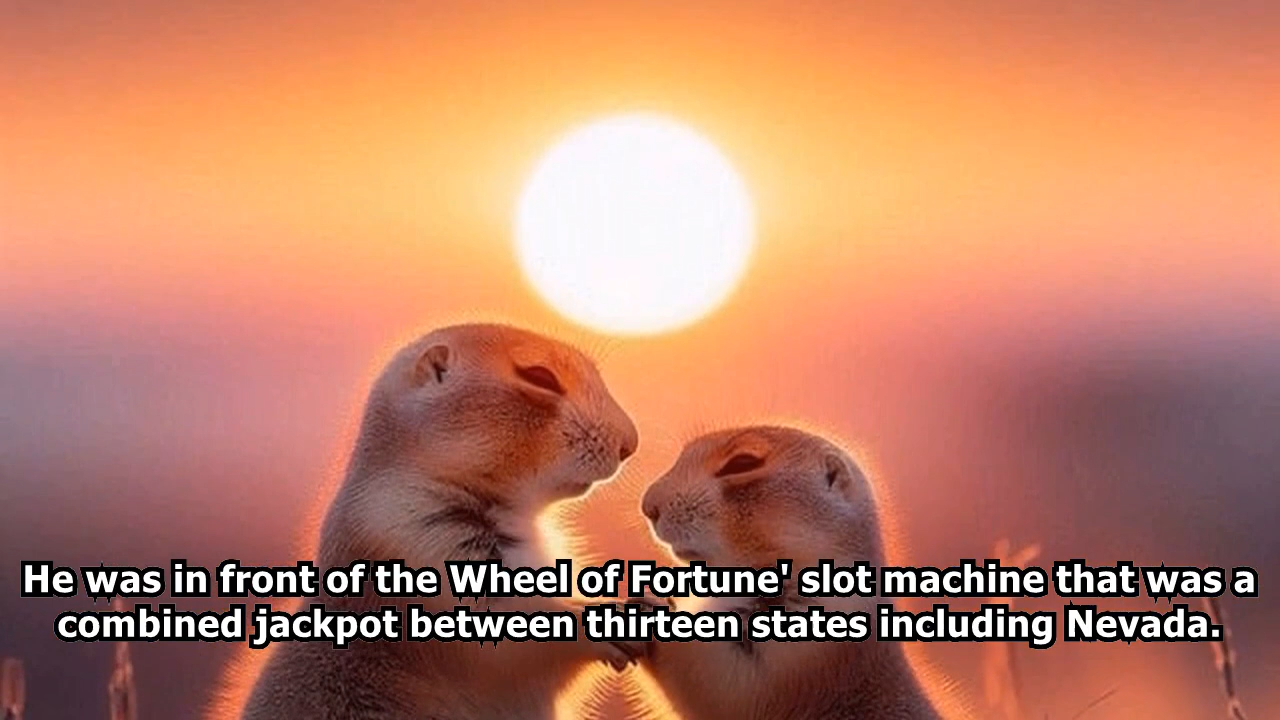 He was in front of the Wheel of Fortune' slot machine that was a
combined jackpot between thirteen states including Nevada.